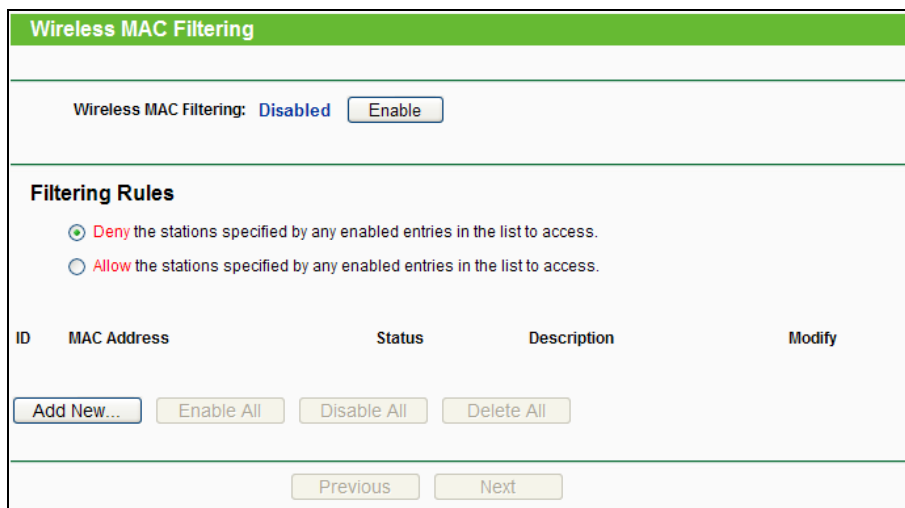 Wireless MAC Filtering
Wireless MAC Filtering: Disabled Enable
Filtering Rules
Deny the stations specified by any enabled entries in the list to access.
Allow the stations specified by any enabled entries in the list to access.
ID MAC Address Status Description Modify
Add New... Enable All Disable All Delete All
Previous Next